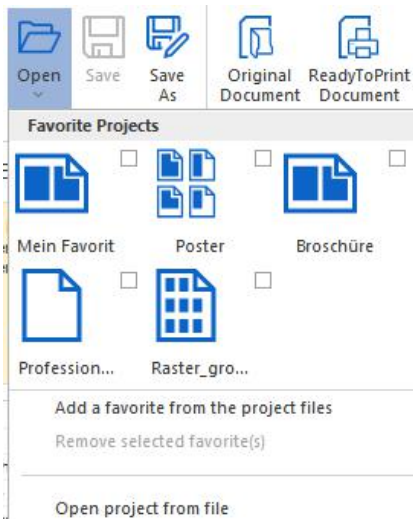 Open
Save
Save
As
Original
Document
ReadyToPrint
Document
Favorite Projects
Mein Favorit
Poster
Broschüre
Profession...
Raster_gro...
Add a favorite from the project files
Remove selected favorite(s)
Open project from file